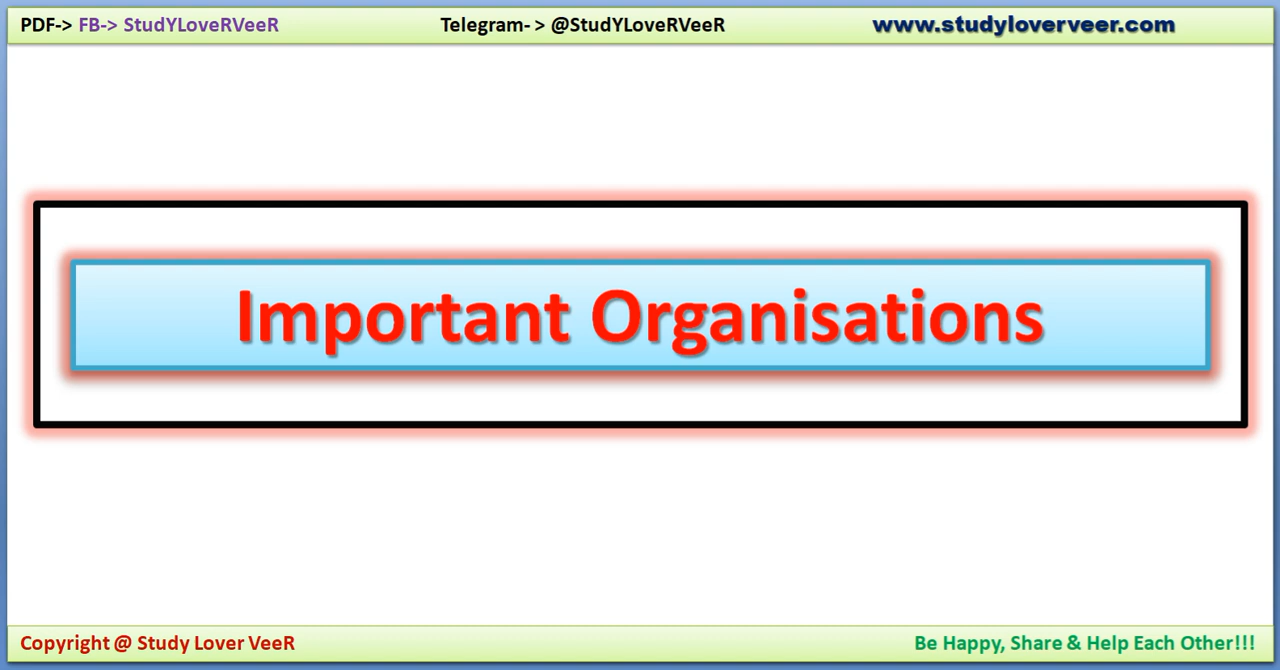 PDF-> FB-> StudYLoveRVeeR Telegram- > @StudYLoveRVeeR www.studyloverveer.com
Important Organisations
Copyright @ Study Lover VeeR Be Happy, Share & Help Each Other!!!